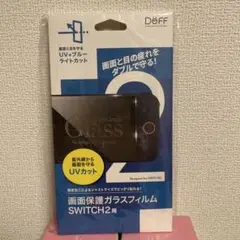 DEFF
UV+ブルー
ライトカット
画面と目の疲れを
ダブルで守る!
GLASS
2
紫外線から
画面を守る
UVカット
画面保護ガラスフィルム
SWITCH2用